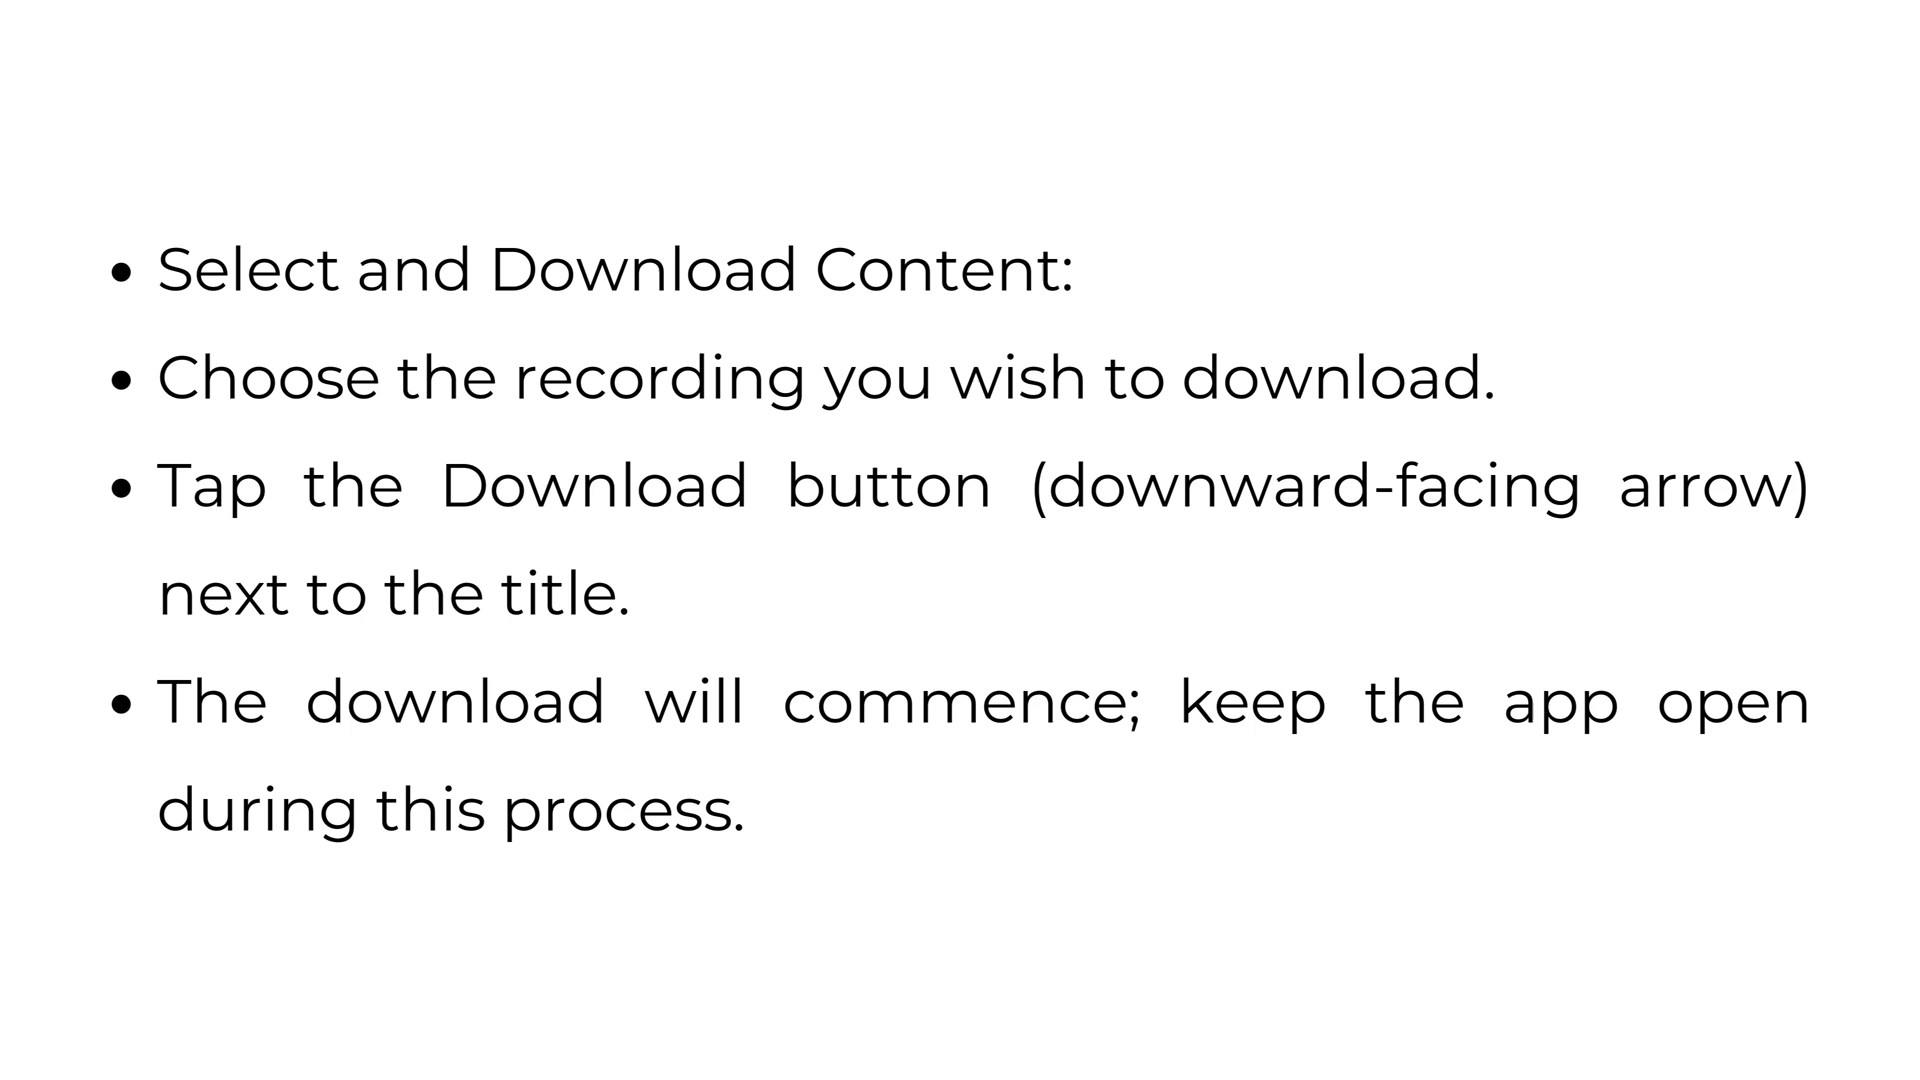 • Select and Download Content:
• Choose the recording you wish to download.
• Tap the Download button (downward-facing arrow)
next to the title.
• The download will commence; keep the app open
during this process.